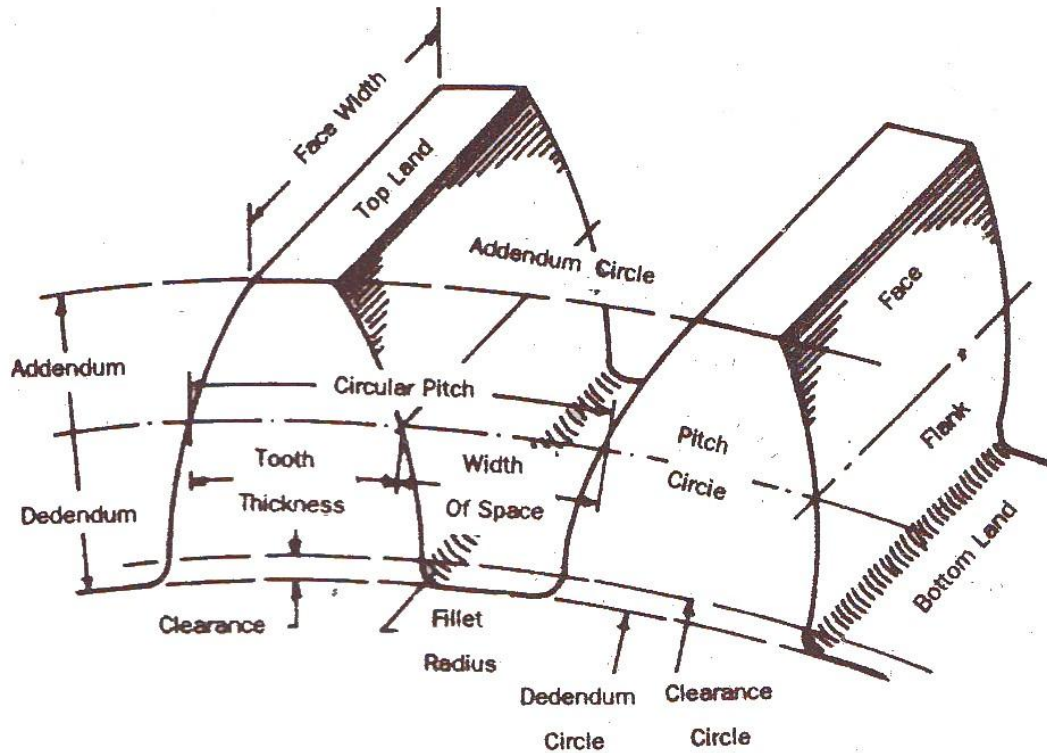 Face Width
Top Land
Addendum Circle
Face
Addendum
Circular Pitch
Pitch
Circie
Flank
Tooth
Thickness
Width
Of Space
Dedendum
Bottom Land
Clearance
Fillet
Radius
Dedendum
Circle
Clearance
Circle